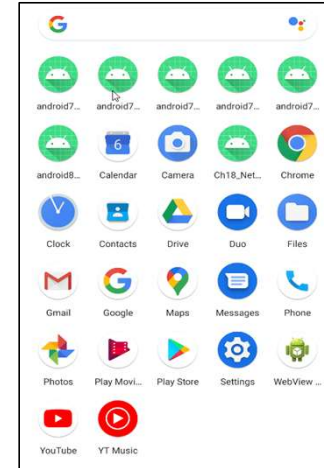 android7... android7... android7... android7... android7...
6
android8... Calendar Camera Ch18_Net... Chrome
Clock Contacts Drive Duo Files
Gmail Google Maps Messages Phone
Photos Play Movi... Play Store Settings WebView ...
YouTube YT Music